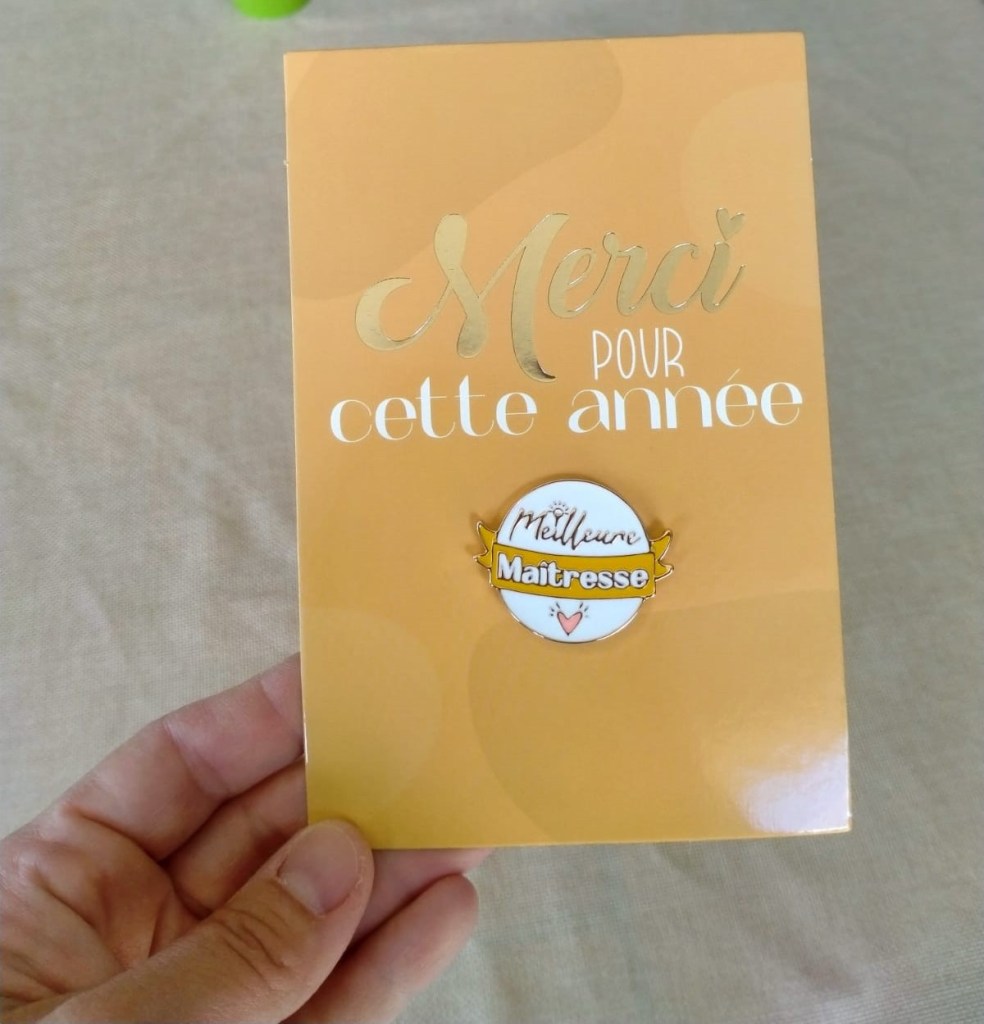 Merci
POUR
cette année
Meilleure
Maîtresse